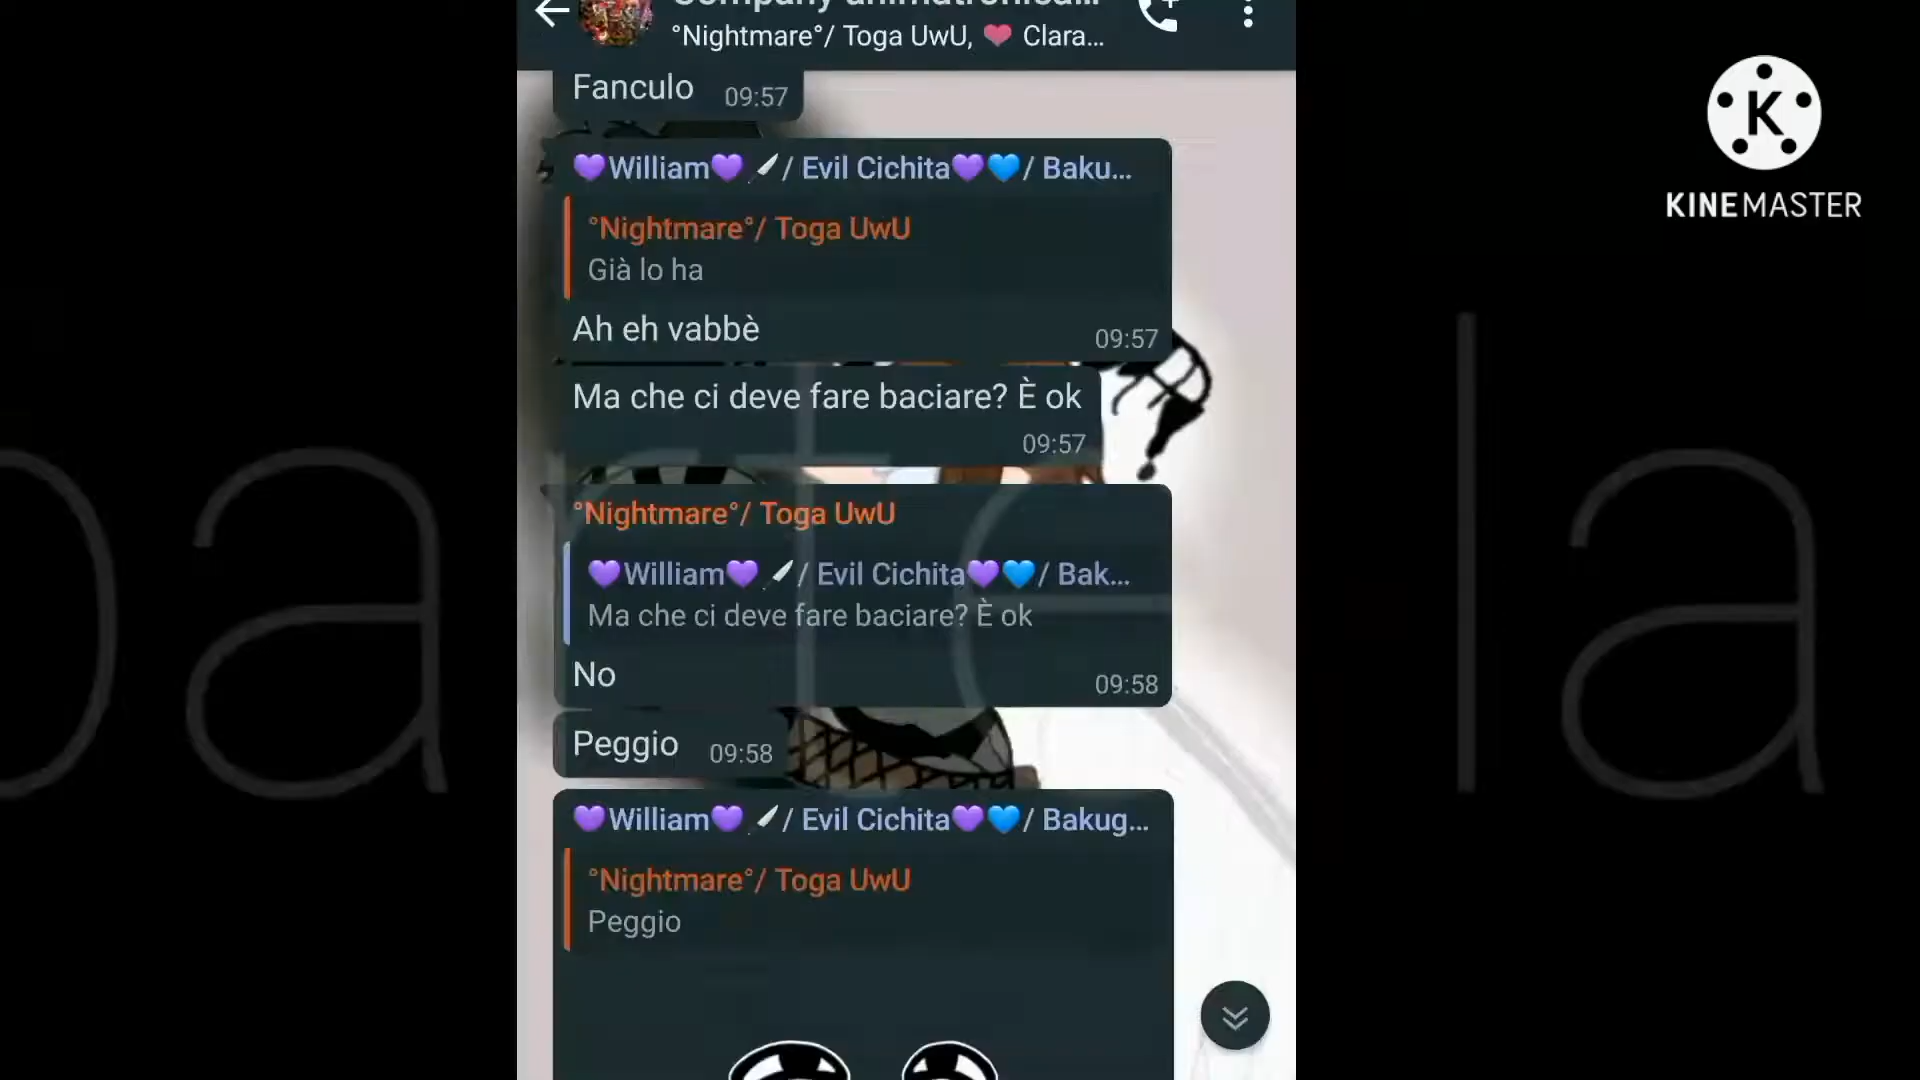 °Nightmare°/ Toga UwU, ❤ Clara...
Fanculo 09:57
💜William💜🔪/ Evil Cichita💜💙/ Baku...
°Nightmare°/ Toga UwU
Già lo ha
Ah eh vabbè
09:57
Ma che ci deve fare baciare? È ok
09:57
°Nightmare°/ Toga UwU
💜William💜🔪/ Evil Cichita💜💙/ Bak...
Ma che ci deve fare baciare? È ok
No
09:58
Peggio 09:58
💜William💜🔪/ Evil Cichita💜💙/ Bakug...
°Nightmare°/ Toga UwU
Peggio
K
KINEMASTER